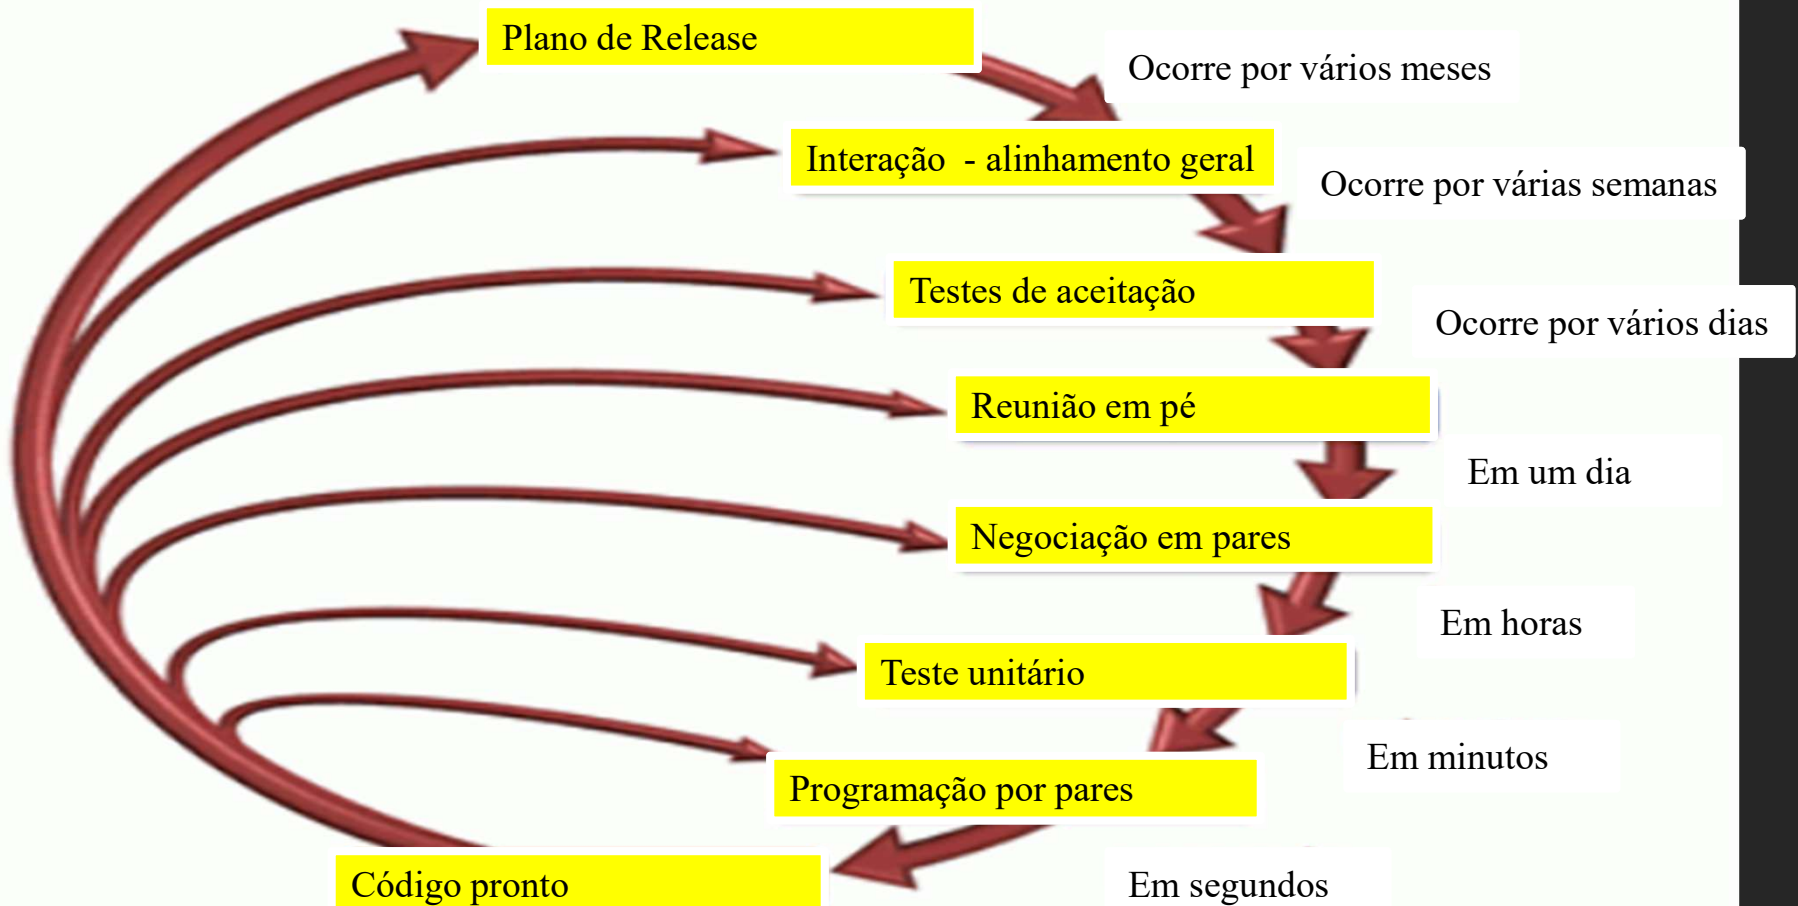 Plano de Release
Ocorre por vários meses
Interação  - alinhamento geral
Ocorre por várias semanas
Testes de aceitação
Ocorre por vários dias
Reunião em pé
Em um dia
Negociação em pares
Em horas
Teste unitário
Em minutos
Programação por pares
Código pronto
Em segundos